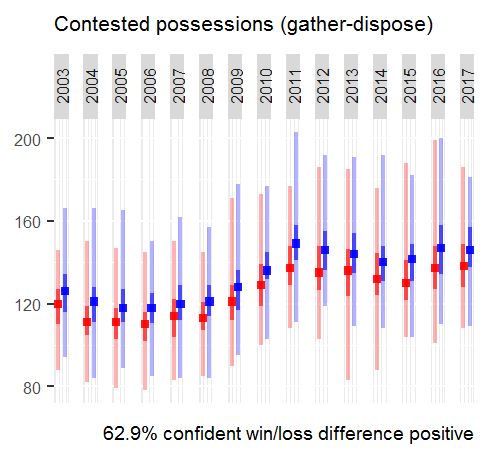 Contested possessions (gather-dispose)
2003 2004 2005 2006 2007 2008 2009 2010 2011 2012 2013 2014 2015 2016 2017
200
160
120
80
62.9% confident win/loss difference positive